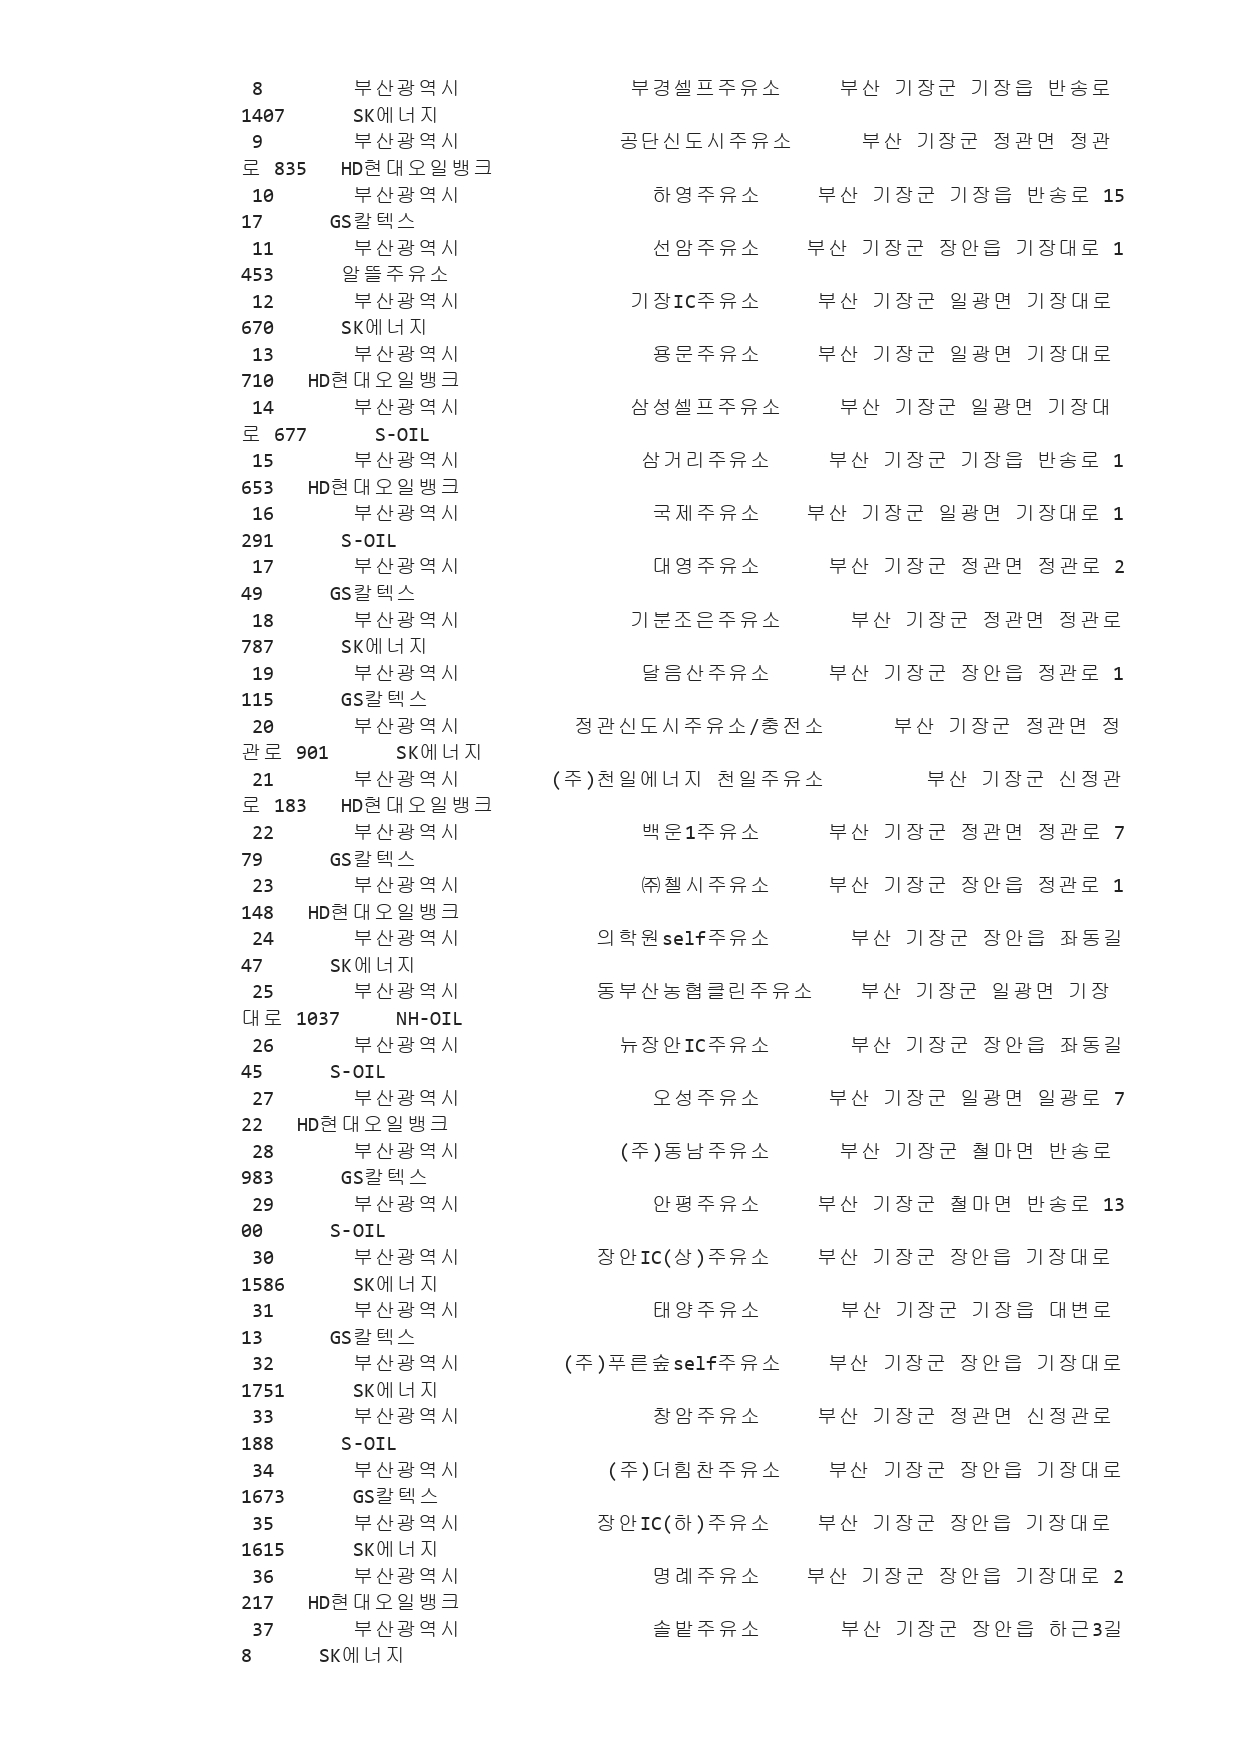 8 부산광역시 부경셀프주유소 부산 기장군 기장읍 반송로
1407 SK에너지
9 부산광역시 공단신도시주유소 부산 기장군 정관면 정관
로 835 HD현대오일뱅크
10 부산광역시 하영주유소 부산 기장군 기장읍 반송로 15
17 GS칼텍스
11 부산광역시 선암주유소 부산 기장군 장안읍 기장대로 1
453 알뜰주유소
12 부산광역시 기장IC주유소 부산 기장군 일광면 기장대로
670 SK에너지
13 부산광역시 용문주유소 부산 기장군 일광면 기장대로
710 HD현대오일뱅크
14 부산광역시 삼성셀프주유소 부산 기장군 일광면 기장대
로 677 S-OIL
15 부산광역시 삼거리주유소 부산 기장군 기장읍 반송로 1
653 HD현대오일뱅크
16 부산광역시 국제주유소 부산 기장군 일광면 기장대로 1
291 S-OIL
17 부산광역시 대영주유소 부산 기장군 정관면 정관로 2
49 GS칼텍스
18 부산광역시 기분조은주유소 부산 기장군 정관면 정관로
787 SK에너지
19 부산광역시 달음산주유소 부산 기장군 장안읍 정관로 1
115 GS칼텍스
20 부산광역시 정관신도시주유소/충전소 부산 기장군 정관면 정
관로 901 SK에너지
21 부산광역시 (주)천일에너지 천일주유소 부산 기장군 신정관
로 183 HD현대오일뱅크
22 부산광역시 백운1주유소 부산 기장군 정관면 정관로 7
79 GS칼텍스
23 부산광역시 ㈜첼시주유소 부산 기장군 장안읍 정관로 1
148 HD현대오일뱅크
24 부산광역시 의학원self주유소 부산 기장군 장안읍 좌동길
47 SK에너지
25 부산광역시 동부산농협클린주유소 부산 기장군 일광면 기장
대로 1037 NH-OIL
26 부산광역시 뉴장안IC주유소 부산 기장군 장안읍 좌동길
45 S-OIL
27 부산광역시 오성주유소 부산 기장군 일광면 일광로 7
22 HD현대오일뱅크
28 부산광역시 (주)동남주유소 부산 기장군 철마면 반송로
983 GS칼텍스
29 부산광역시 안평주유소 부산 기장군 철마면 반송로 13
00 S-OIL
30 부산광역시 장안IC(상)주유소 부산 기장군 장안읍 기장대로
1586 SK에너지
31 부산광역시 태양주유소 부산 기장군 기장읍 대변로
13 GS칼텍스
32 부산광역시 (주)푸른숲self주유소 부산 기장군 장안읍 기장대로
1751 SK에너지
33 부산광역시 창암주유소 부산 기장군 정관면 신정관로
188 S-OIL
34 부산광역시 (주)더힘찬주유소 부산 기장군 장안읍 기장대로
1673 GS칼텍스
35 부산광역시 장안IC(하)주유소 부산 기장군 장안읍 기장대로
1615 SK에너지
36 부산광역시 명례주유소 부산 기장군 장안읍 기장대로 2
217 HD현대오일뱅크
37 부산광역시 솔밭주유소 부산 기장군 장안읍 하근3길
8 SK에너지